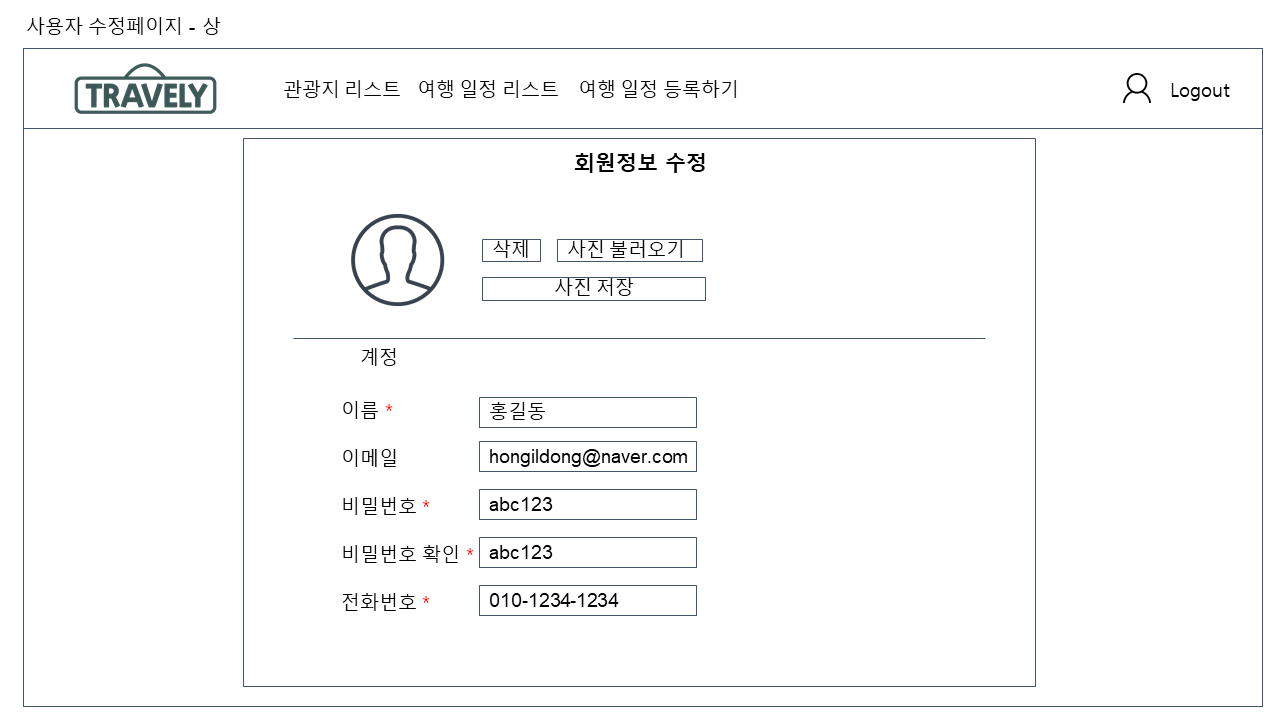 사용자 수정페이지 - 상
TRAVELY 관광지 리스트 여행 일정 리스트 여행 일정 등록하기 Logout
회원정보 수정
삭제 사진 불러오기
사진 저장
계정
이름 * 홍길동
이메일 hongildong@naver.com
비밀번호 * abc123
비밀번호 확인 * abc123
전화번호 * 010-1234-1234